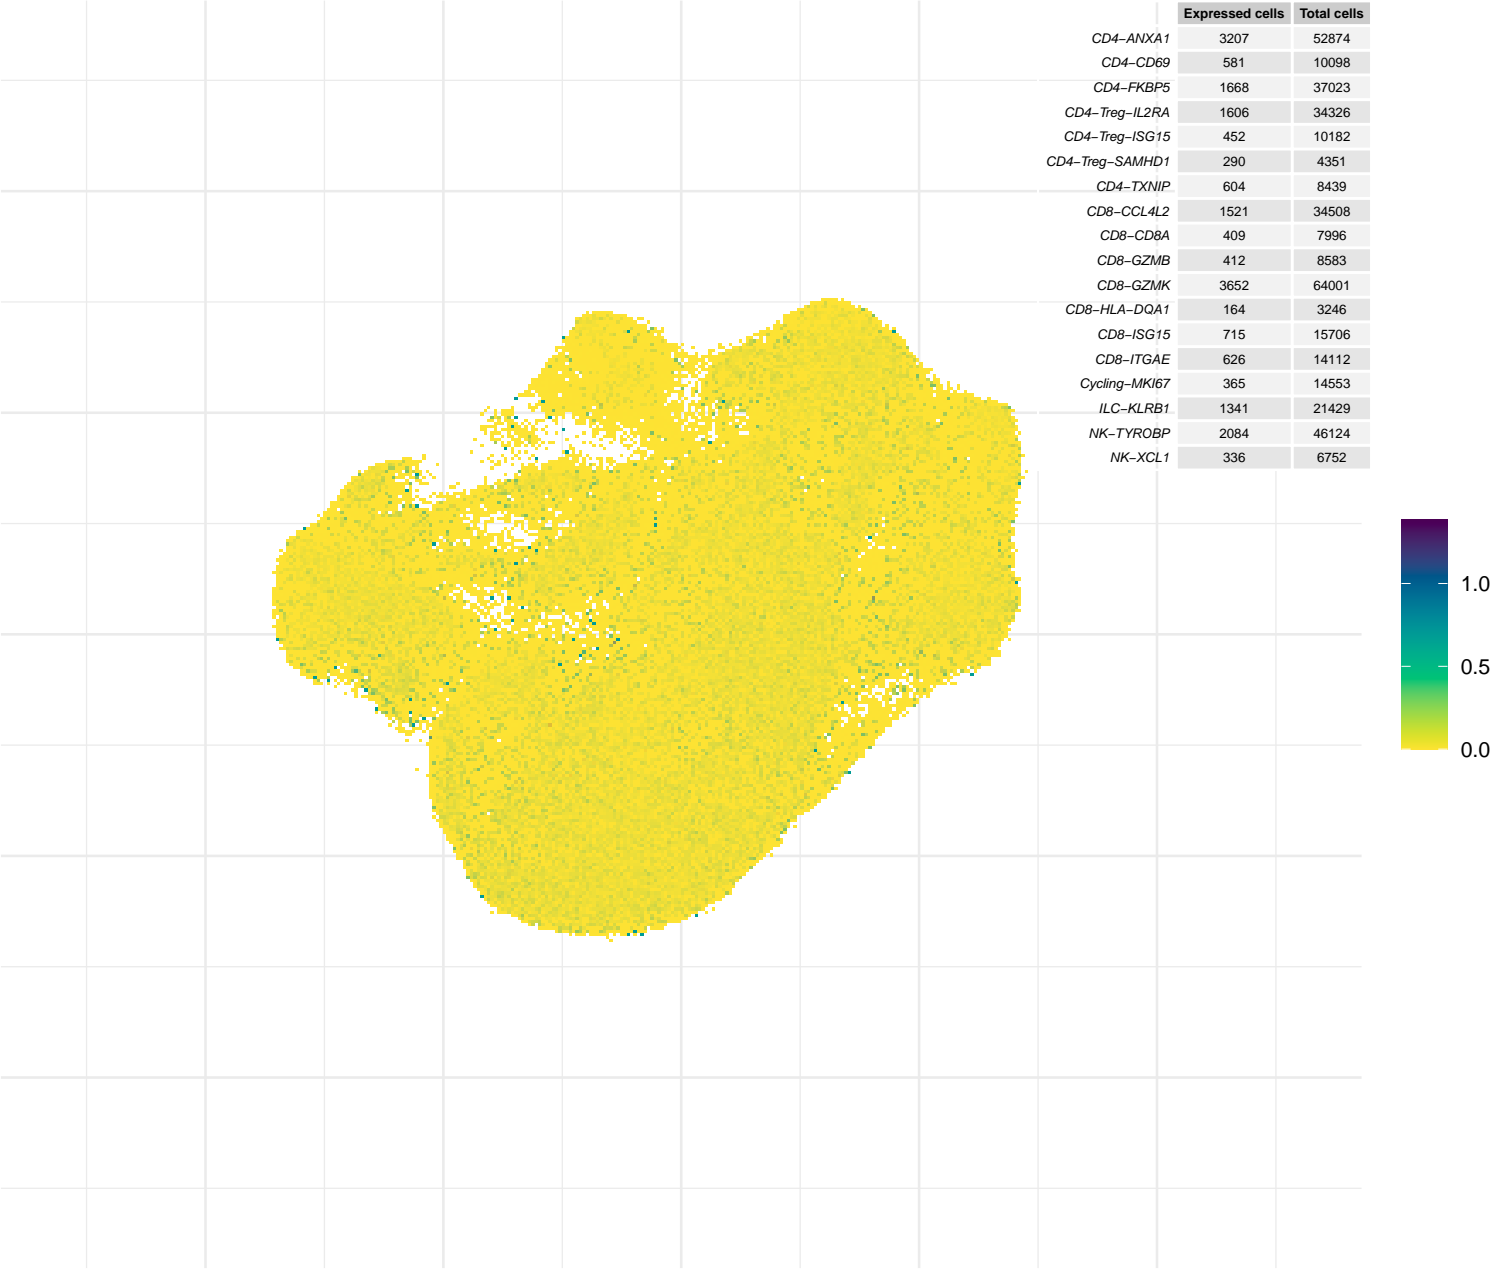 Expressed cells Total cells
CD4−ANXA1 3207 52874
CD4−CD69 581 10098
CD4−FKBP5 1668 37023
CD4−Treg−IL2RA 1606 34326
CD4−Treg−ISG15 452 10182
CD4−Treg−SAMHD1 290 4351
CD4−TXNIP 604 8439
CD8−CCL4L2 1521 34508
CD8−CD8A 409 7996
CD8−GZMB 412 8583
CD8−GZMK 3652 64001
CD8−HLA−DQA1 164 3246
CD8−ISG15 715 15706
CD8−ITGAE 626 14112
Cycling−MKI67 365 14553
ILC−KLRB1 1341 21429
NK−TYROBP 2084 46124
NK−XCL1 336 6752
1.0
0.5
0.0